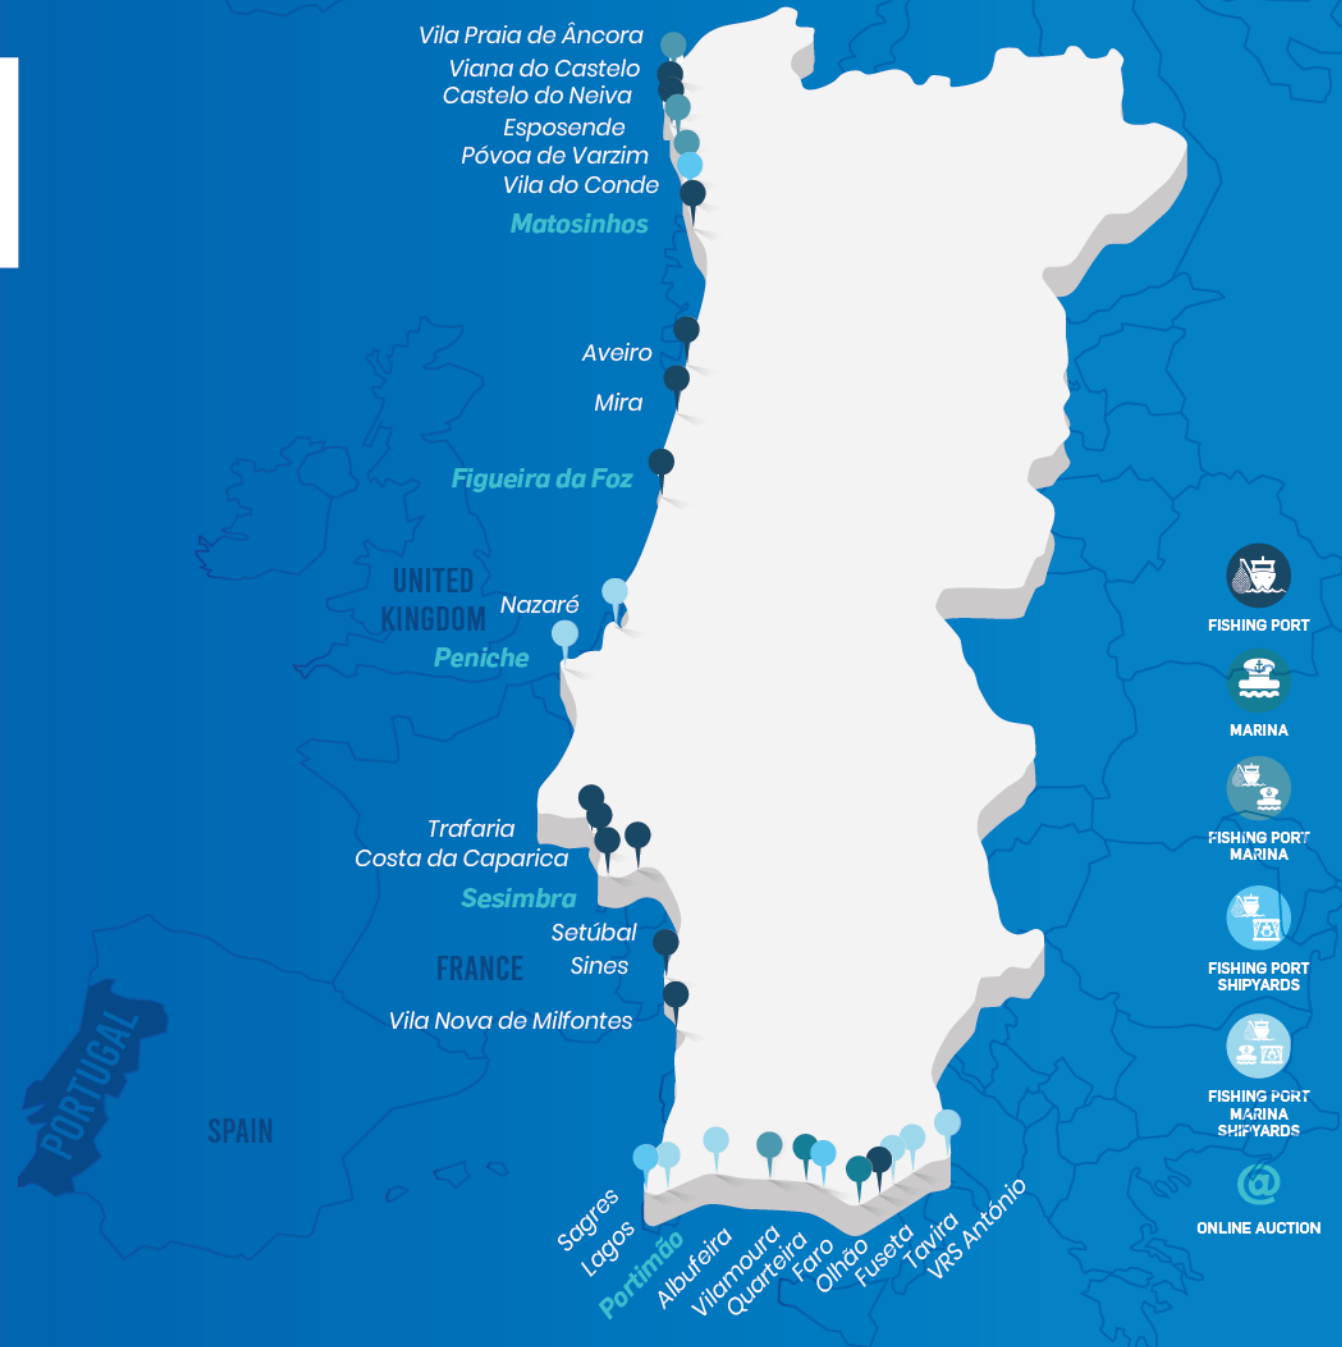 Vila Praia de Âncora
Viana do Castelo
Castelo do Neiva
Esposende
Póvoa de Varzim
Vila do Conde
Matosinhos
Aveiro
Mira
Figueira da Foz
UNITED
KINGDOM
Nazaré
Peniche
Trafaria
Costa da Caparica
Sesimbra
Setúbal
FRANCE
Sines
Vila Nova de Milfontes
PORTUGAL
SPAIN
Sagres
Lagos
Portimão
Albufeira
Vilamoura
Quarteira
Faro
Olhão
Fuseta
Tavira
VRS António
FISHING PORT
MARINA
FISHING PORT
MARINA
FISHING PORT
SHIPYARDS
FISHING PORT
MARINA
SHIPYARDS
@
ONLINE AUCTION